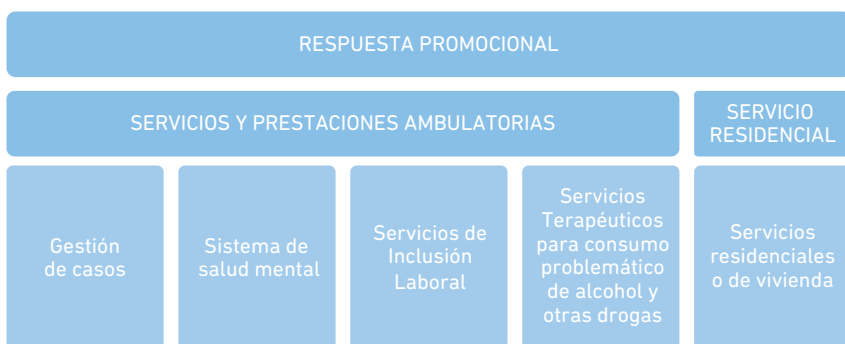 RESPUESTA PROMOCIONAL
SERVICIOS Y PRESTACIONES AMBULATORIAS
SERVICIO
RESIDENCIAL
Gestión
de casos
Sistema de
salud mental
Servicios de
Inclusión
Laboral
Servicios
Terapéuticos
para consumo
problemático
de alcohol y
otras drogas
Servicios
residenciales
o de vivienda